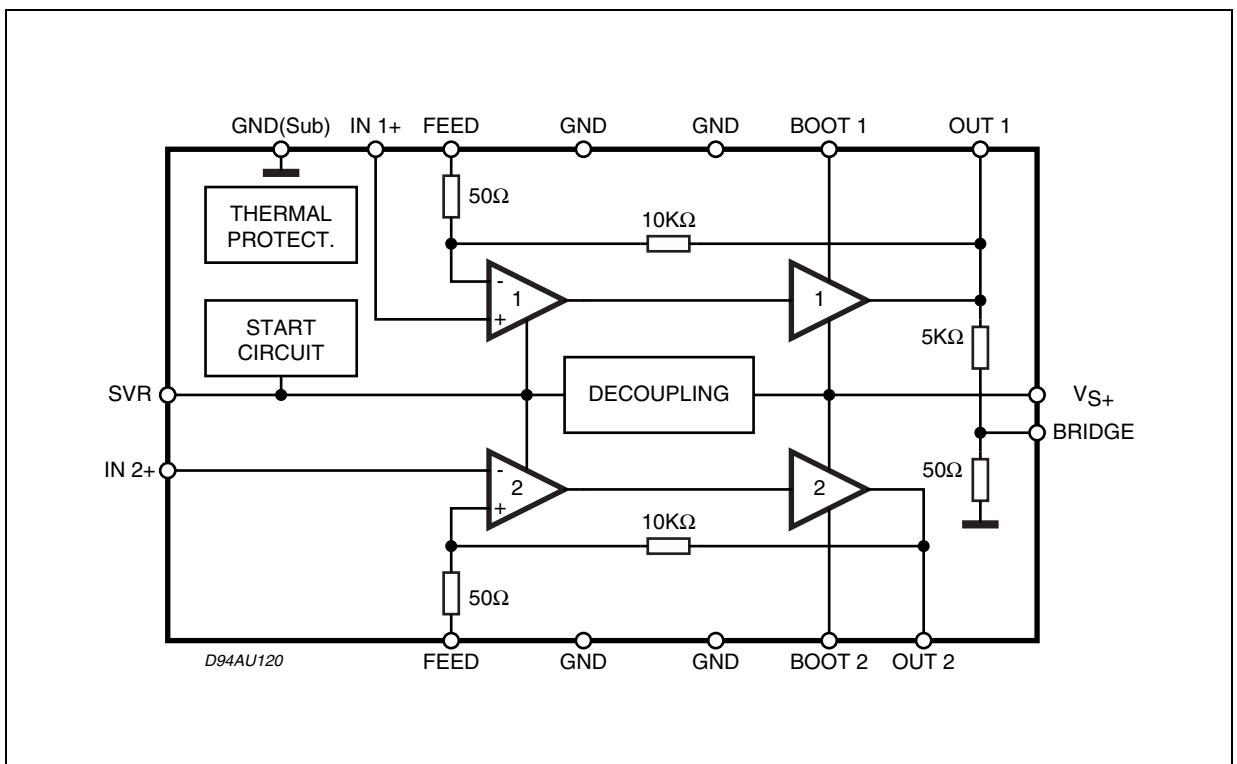 GND(Sub) IN 1+ FEED GND GND BOOT 1 OUT 1
50Ω
10KΩ
THERMAL
PROTECT.
-
1
+
1
START
CIRCUIT
5KΩ
SVR
DECOUPLING
VS+
BRIDGE
IN 2+
-
2
+
2
50Ω
10KΩ
50Ω
D94AU120
FEED GND GND BOOT 2 OUT 2